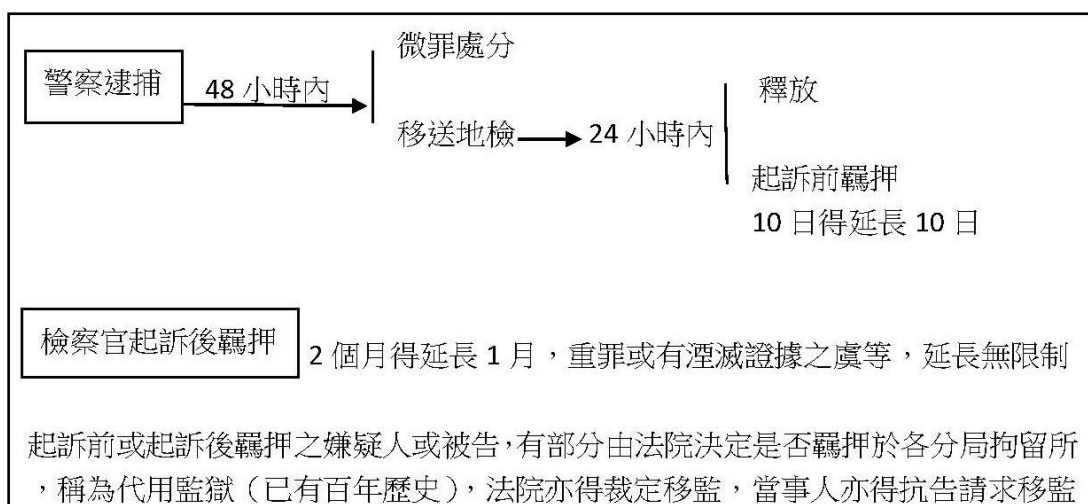 微罪處分
警察逮捕 48 小時內
釋放
移送地檢 24 小時內
起訴前羈押
10 日得延長 10 日
檢察官起訴後羈押 2 個月得延長 1 月，重罪或有湮滅證據之虞等，延長無限制
起訴前或起訴後羈押之嫌疑人或被告，有部分由法院決定是否羈押於各分局拘留所
，稱為代用監獄（已有百年歷史），法院亦得裁定移監，當事人亦得抗告請求移監